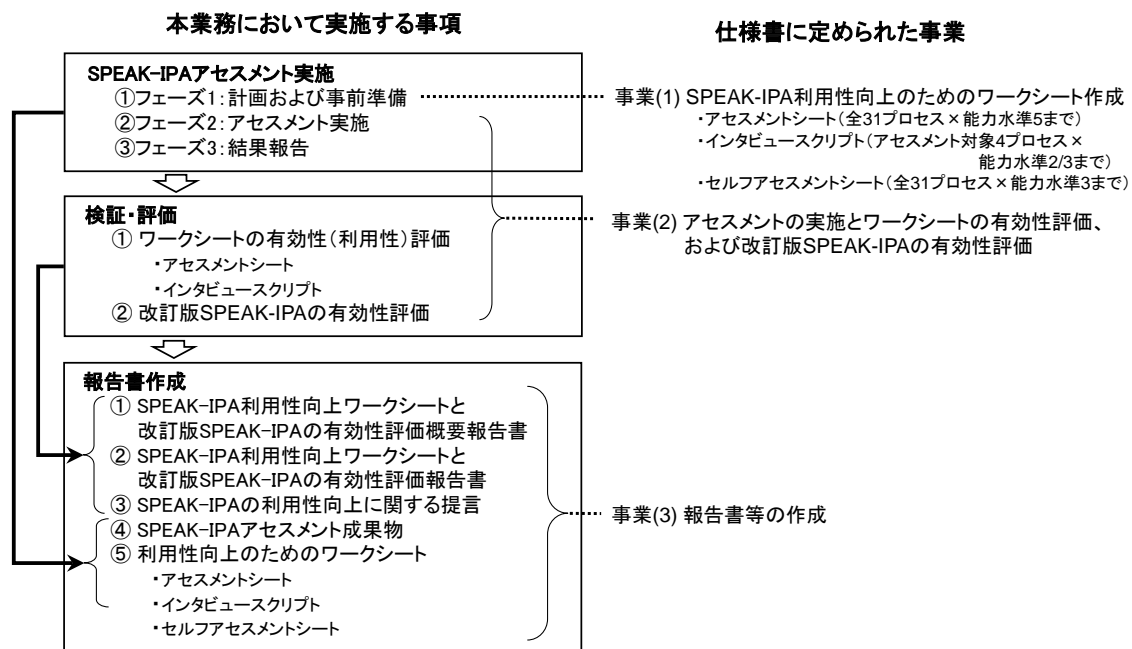 本業務において実施する事項
SPEAK-IPAアセスメント実施
①フェーズ1：計画および事前準備
②フェーズ2：アセスメント実施
③フェーズ3：結果報告
検証・評価
① ワークシートの有効性（利用性）評価
・アセスメントシート
・インタビュースクリプト
② 改訂版SPEAK-IPAの有効性評価
報告書作成
① SPEAK-IPA利用性向上ワークシートと
改訂版SPEAK-IPAの有効性評価概要報告書
② SPEAK-IPA利用性向上ワークシートと
改訂版SPEAK-IPAの有効性評価報告書
③ SPEAK-IPAの利用性向上に関する提言
④ SPEAK-IPAアセスメント成果物
⑤ 利用性向上のためのワークシート
・アセスメントシート
・インタビュースクリプト
・セルフアセスメントシート
仕様書に定められた事業
事業(1) SPEAK-IPA利用性向上のためのワークシート作成
・アセスメントシート（全31プロセス×能力水準5まで）
・インタビュースクリプト（アセスメント対象4プロセス×
能力水準2/3まで）
・セルフアセスメントシート（全31プロセス×能力水準3まで）
事業(2) アセスメントの実施とワークシートの有効性評価、
および改訂版SPEAK-IPAの有効性評価
事業(3) 報告書等の作成